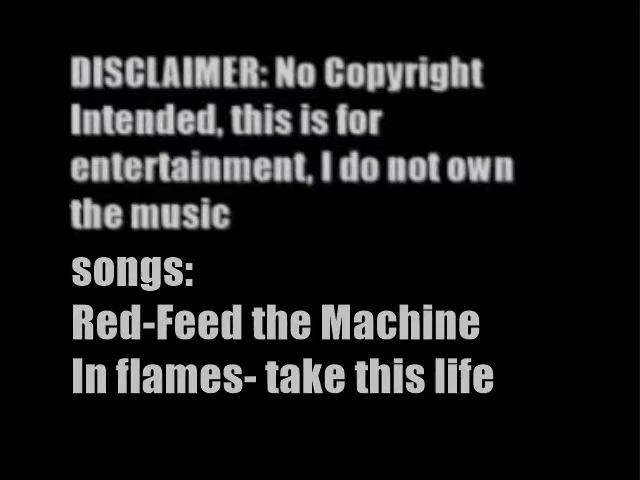 DISCLAIMER: No Copyright
Intended, this is for
entertainment, I do not own
the music
songs:
Red-Feed the Machine
In flames- take this life